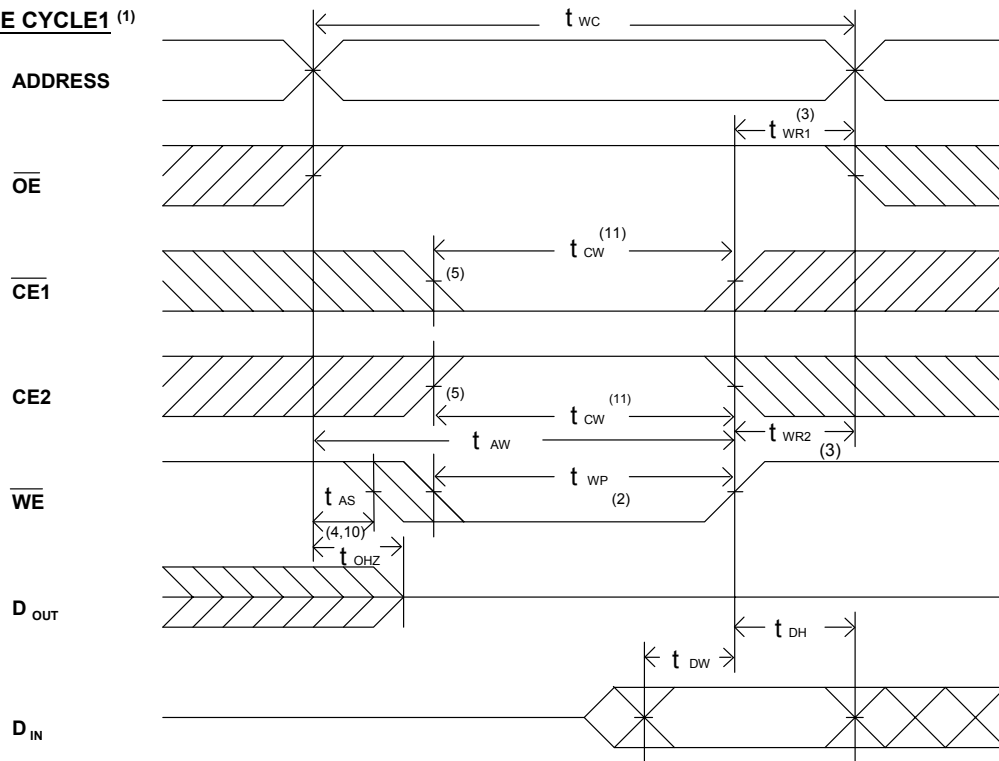 E CYCLE1 (1)
t WC
ADDRESS
t WR1 (3)
OE
t CW (11)
CE1
(5)
CE2
(5)
t CW (11)
t AW
t WR2 (3)
WE
t WP (2)
t AS
(4,10)
t OHZ
D OUT
t DH
t DW
D IN